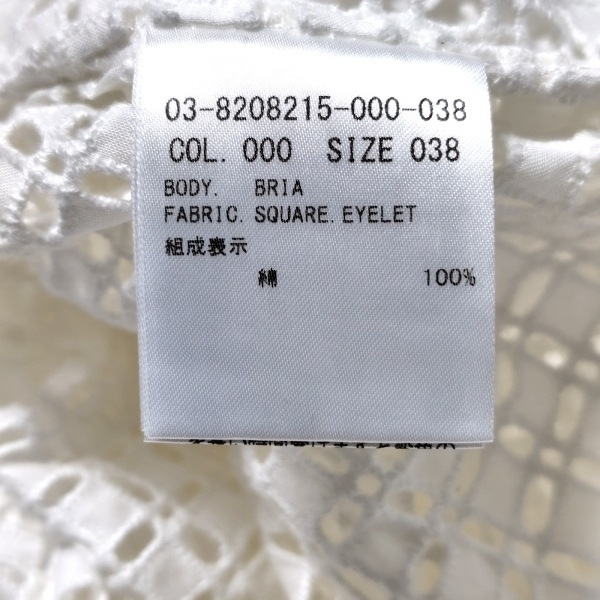 03-8208215-000-038
COL. 000 SIZE 038
BODY. BRIA
FABRIC. SQUARE. EYELET
組成表示
綿 100%